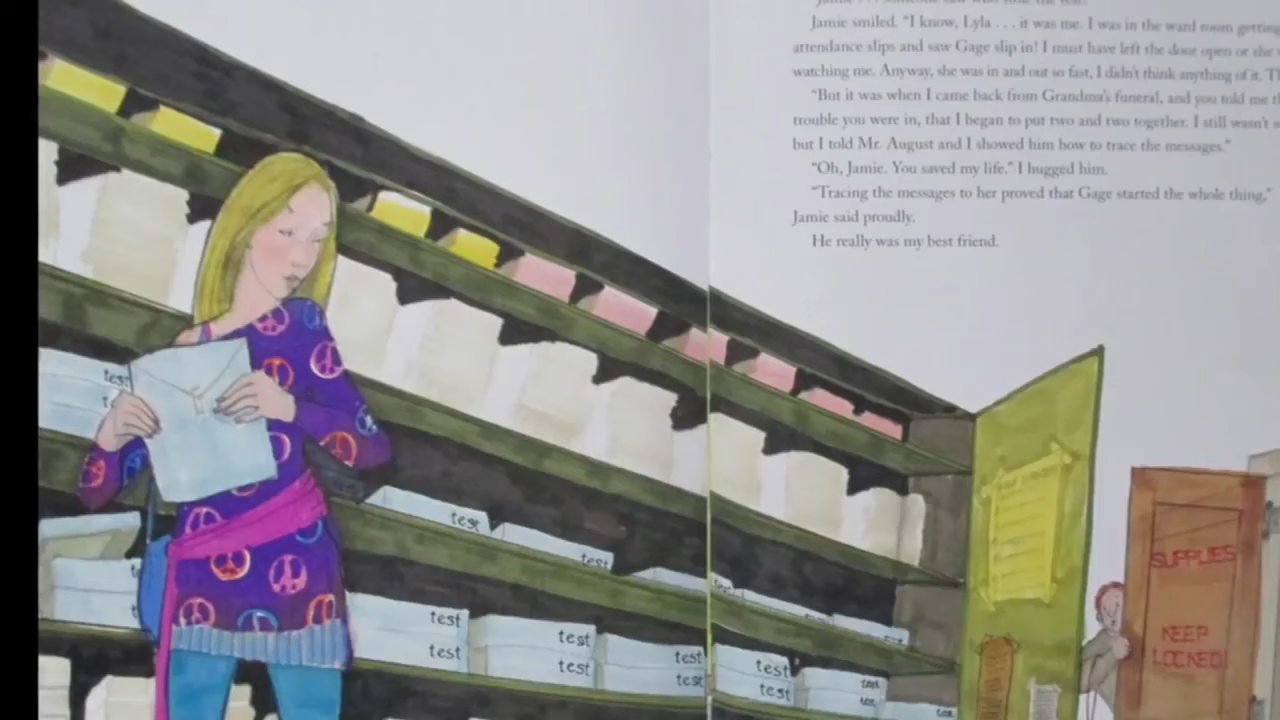 Jamie smiled. “I know, Lyla . . . it was me. I was in the ward room getting
attendance slips and saw Gage slip in! I must have left the door open or she
watching me. Anyway, she was in and out so fast, I didn’t think anything of it.
“But it was when I came back from Grandma’s funeral, and you told me
trouble you were in, that I began to put two and two together. I still wasn’t
but I told Mr. August and I showed him how to trace the messages.”
“Oh, Jamie. You saved my life.” I hugged him.
“Tracing the messages to her proved that Gage started the whole thing,”
Jamie said proudly.
He really was my best friend.
test
test
test
test
test
test
test
test
test
test
test
test
test
SUPPLIES
KEEP
LOCKED!